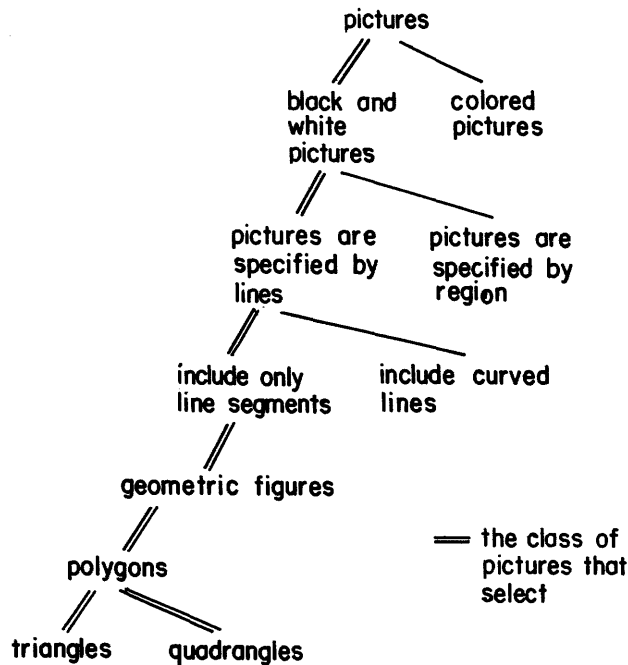 pictures
black and
white
pictures
colored
pictures
pictures are
specified by
lines
pictures are
specified by
region
include only
line segments
include curved
lines
geometric figures
polygons
triangles
quadrangles
the class of
pictures that
select